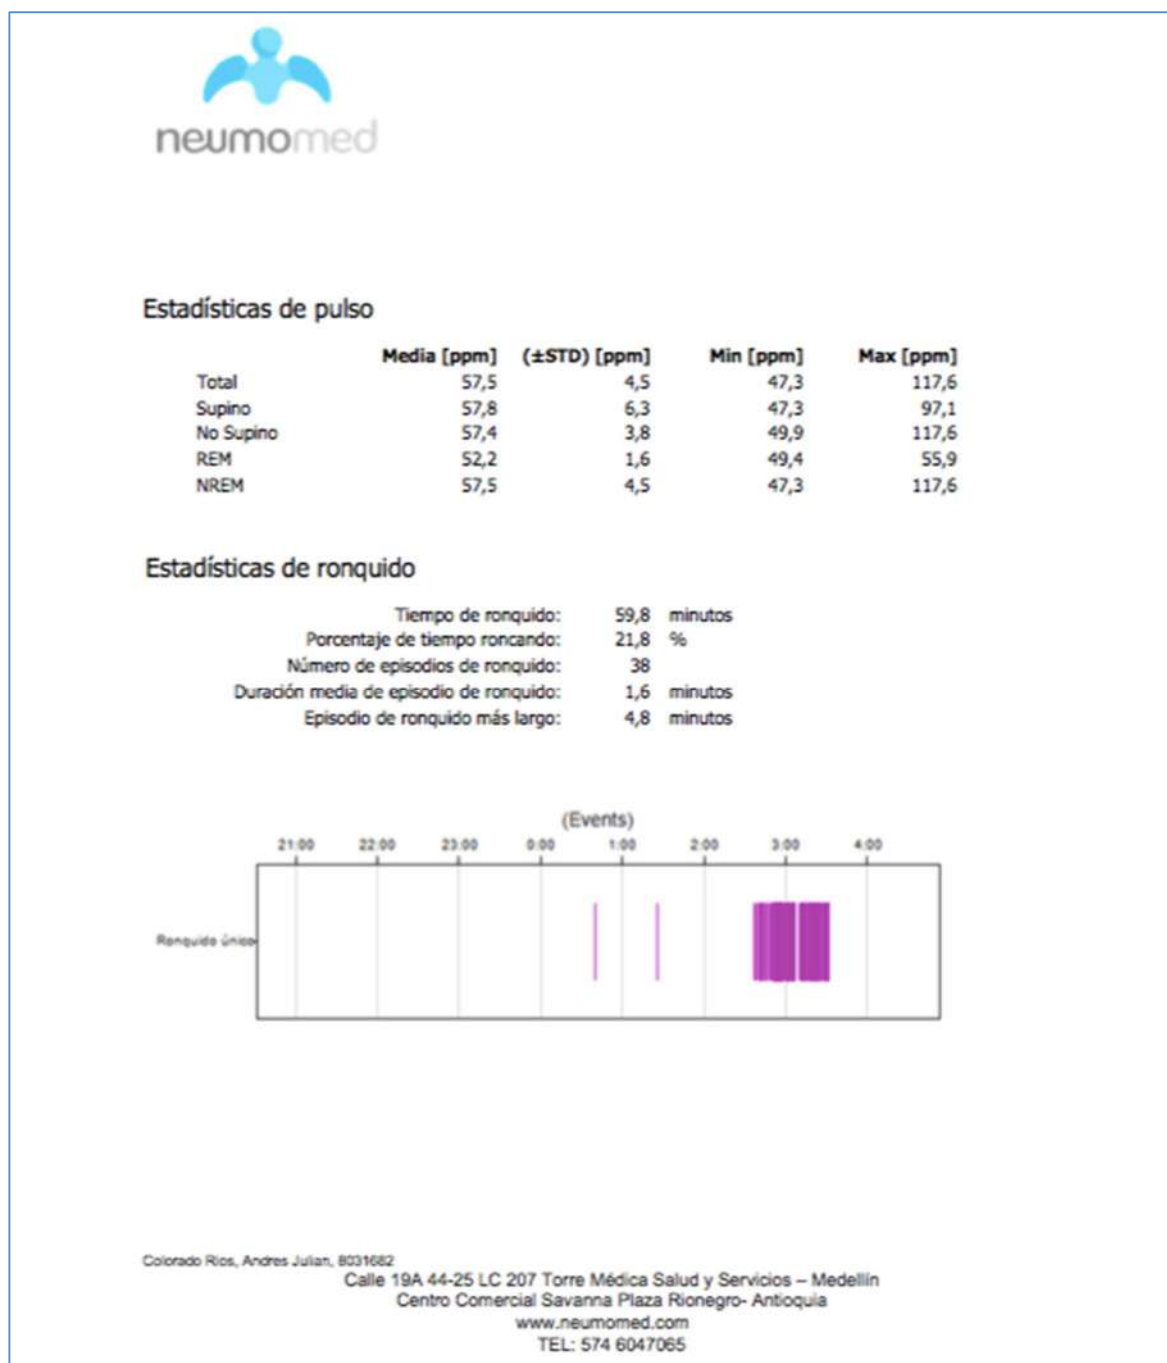 neumomed
Estadísticas de pulso
Media [ppm] (±STD) [ppm] Min [ppm] Max [ppm]
Total 57,5 4,5 47,3 117,6
Supino 57,8 6,3 47,3 97,1
No Supino 57,4 3,8 49,9 117,6
REM 52,2 1,6 49,4 55,9
NREM 57,5 4,5 47,3 117,6
Estadísticas de ronquido
Tiempo de ronquido: 59,8 minutos
Porcentaje de tiempo roncando: 21,8 %
Número de episodios de ronquido: 38
Duración media de episodio de ronquido: 1,6 minutos
Episodio de ronquido más largo: 4,8 minutos
(Events)
21:00 22:00 23:00 0:00 1:00 2:00 3:00 4:00
Ronquido único
Colorado Rios, Andres Julian, 8031682
Calle 19A 44-25 LC 207 Torre Médica Salud y Servicios – Medellín
Centro Comercial Savanna Plaza Rionegro- Antioquia
www.neumomed.com
TEL: 574 6047065